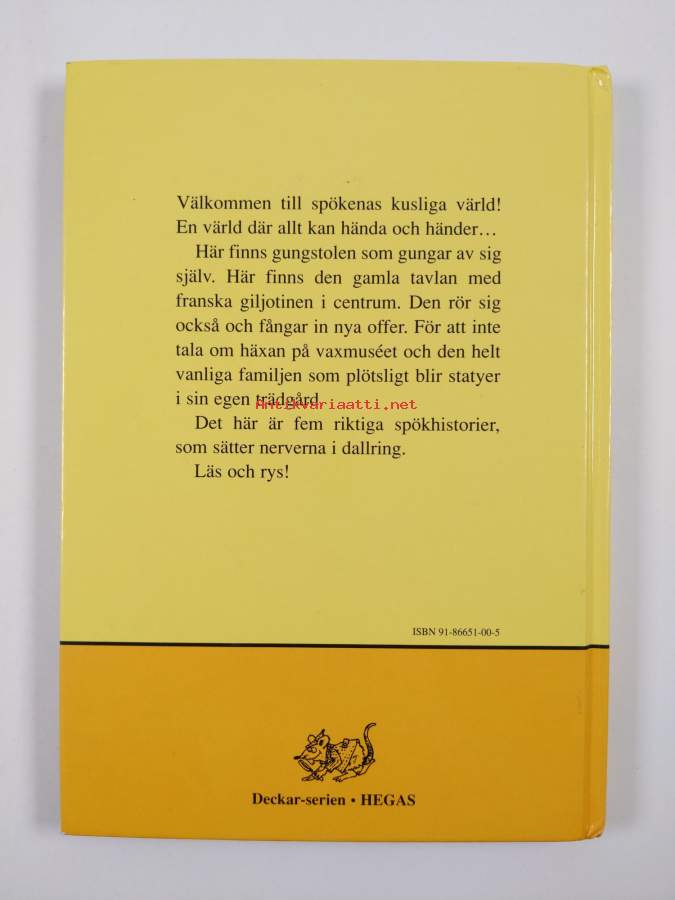 Välkommen till spökenas kusliga värld!
En värld där allt kan hända och händer…
Här finns gungstolen som gungar av sig
själv. Här finns den gamla tavlan med
franska giljotinen i centrum. Den rör sig
också och fångar in nya offer. För att inte
tala om häxan på vaxmuséet och den helt
vanliga familjen som plötsligt blir statyer
i sin egen trädgård.
Antikvariaatti.net
Det här är fem riktiga spökhistorier,
som sätter nerverna i dallring.
Läs och rys!
ISBN 91-86651-00-5
Deckar-serien • HEGAS